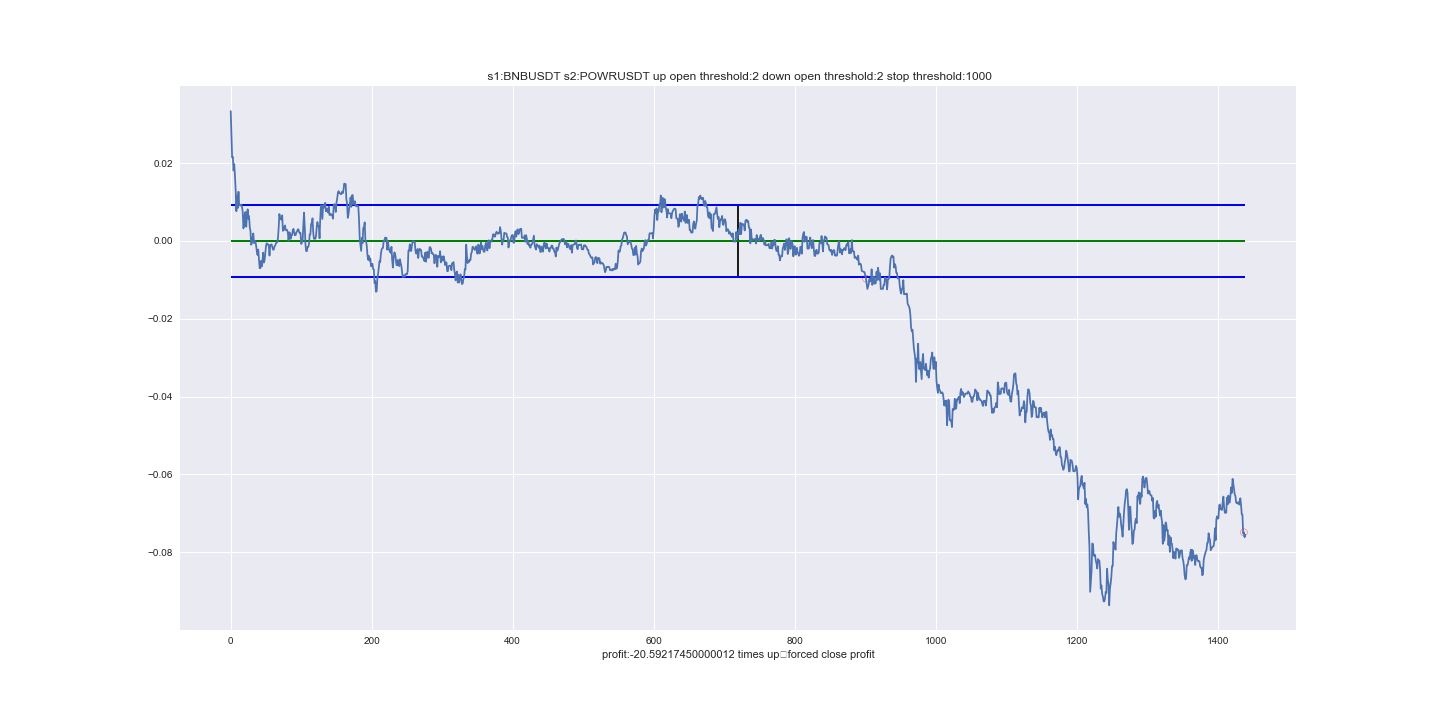 s1:BNBUSDT s2:POWRUSDT up open threshold:2 down open threshold:2 stop threshold:1000
0.02
0.00
−0.02
−0.04
−0.06
−0.08
0 200 400 600 800 1000 1200 1400
profit:-20.59217450000012 times up□forced close profit